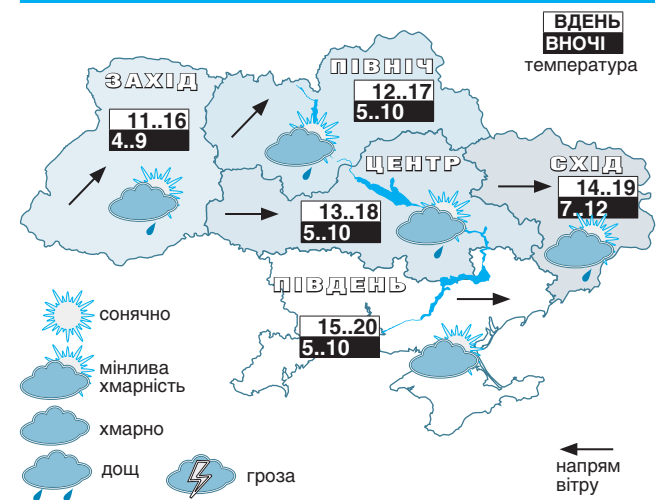 ВДЕНЬ
ВНОЧІ
температура
ЗАХІД
11..16
4..9
ПІВНІЧ
12..17
5..10
ЦЕНТР
13..18
5..10
СХІД
14..19
7..12
ПІВДЕНЬ
15..20
5..10
сонячно
мінлива
хмарність
хмарно
дощ
гроза
напрям
вітру